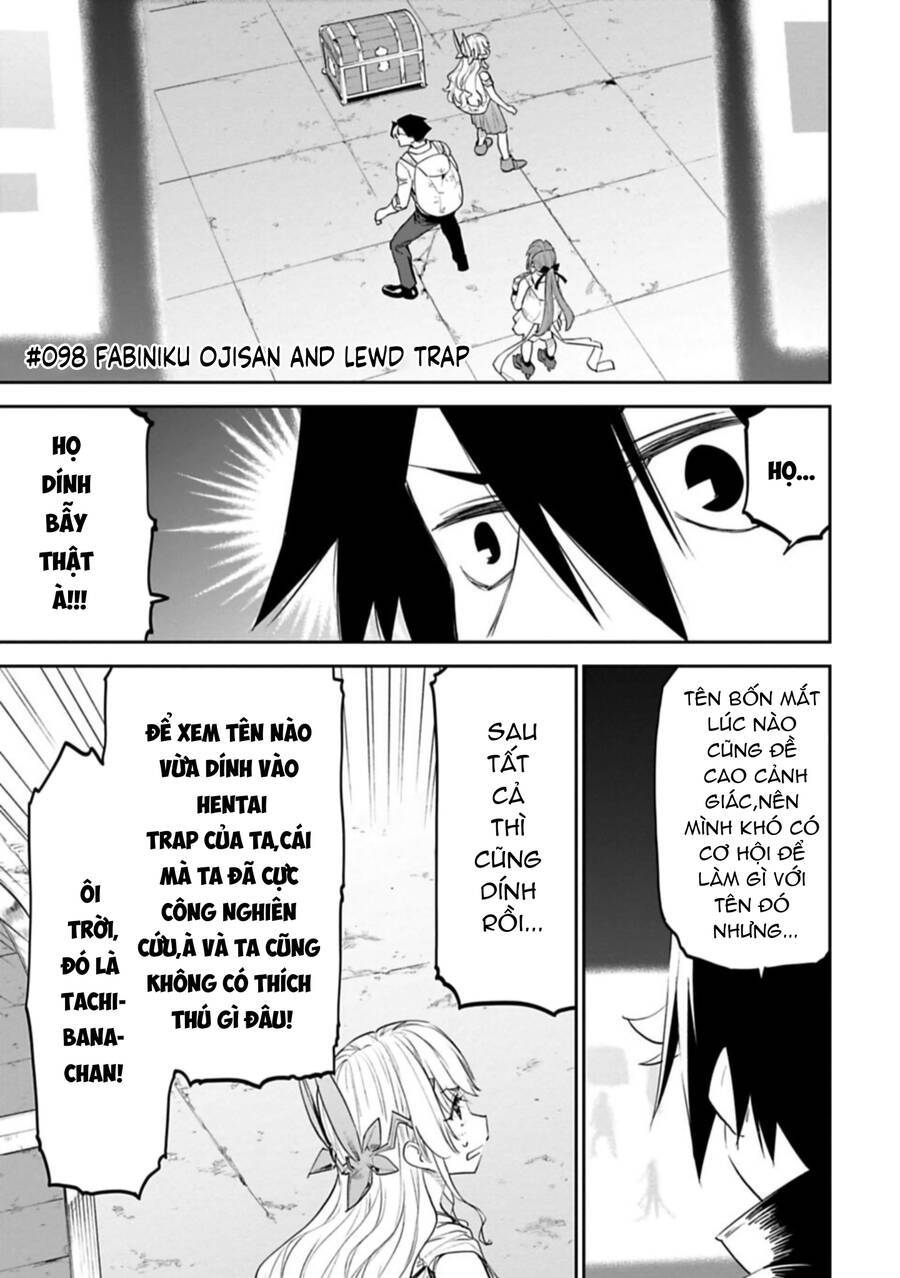 #098 FABINIKU OJISAN AND LEWD TRAP
HỌ...
HỌ
DÍNH
BẪY
THẬT
À!!!
TÊN BỐN MẮT
LÚC NÀO
CŨNG ĐỀ
CAO CẢNH
GIÁC,NÊN
MÌNH KHÓ CÓ
CƠ HỘI ĐỂ
LÀM GÌ VỚI
TÊN ĐÓ
NHƯNG...
SAU
TẤT
CẢ
THÌ
CŨNG
DÍNH
RỒI...
ĐỂ XEM TÊN NÀO
VỪA DÍNH VÀO
HENTAI
TRAP CỦA TA,CÁI
MÀ TA ĐÃ CỰC
CÔNG NGHIÊN
CỨU,À VÀ TA CŨNG
KHÔNG CÓ THÍCH
THÚ GÌ ĐÂU!
ÔI
TRỜI,
ĐÓ LÀ
TACHI-
BANA-
CHAN!